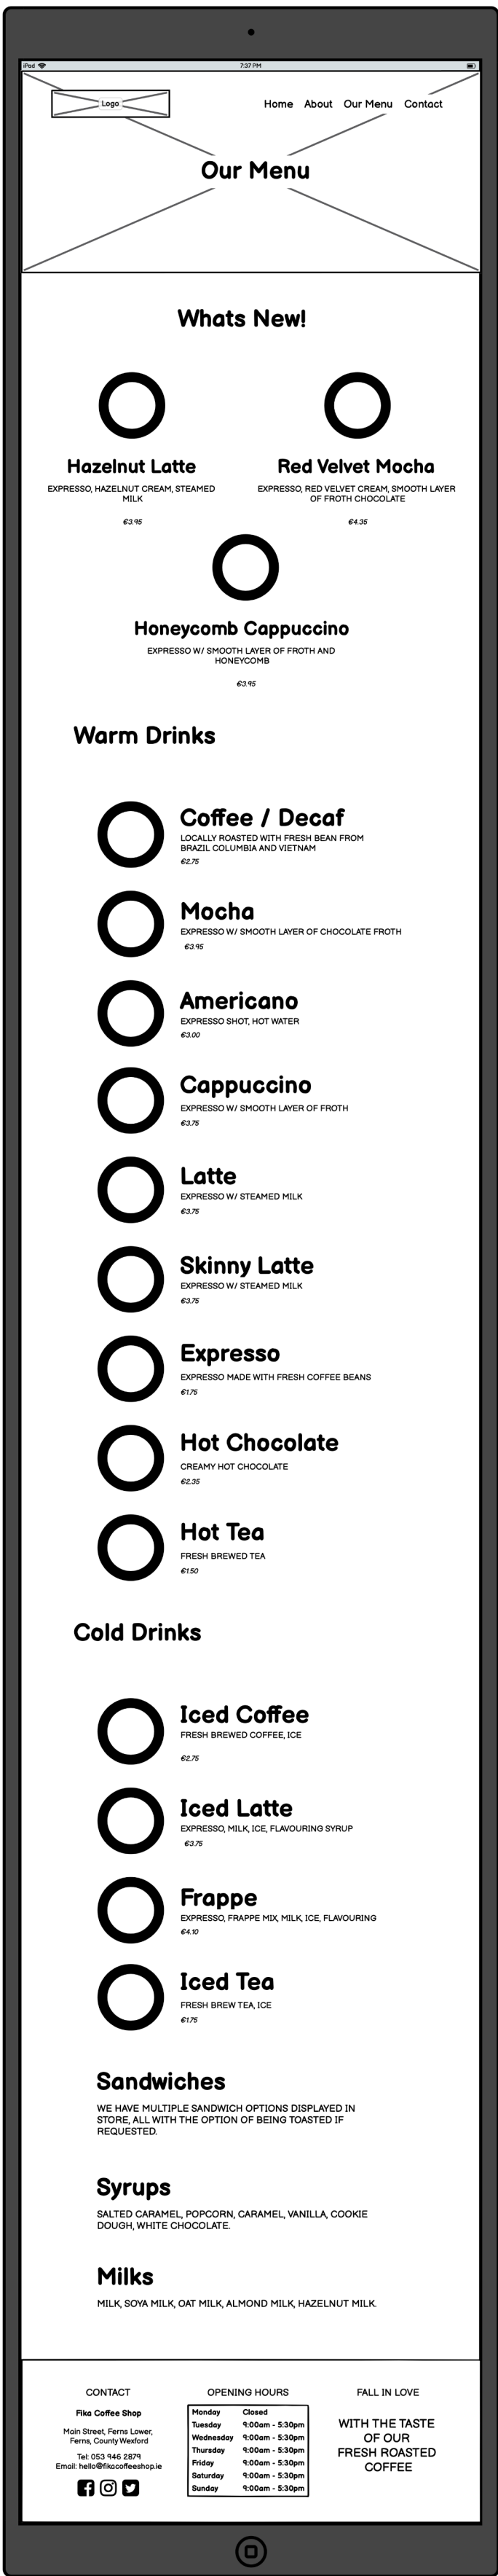 iPad 7:37 PM
Logo
Home About Our Menu Contact
Our Menu
Whats New!
Hazelnut Latte
EXPRESSO, HAZELNUT CREAM, STEAMED
MILK
€3.95
Red Velvet Mocha
EXPRESSO, RED VELVET CREAM, SMOOTH LAYER
OF FROTH CHOCOLATE
€4.35
Honeycomb Cappuccino
EXPRESSO W/ SMOOTH LAYER OF FROTH AND
HONEYCOMB
€3.95
Warm Drinks
Coffee / Decaf
LOCALLY ROASTED WITH FRESH BEAN FROM
BRAZIL COLUMBIA AND VIETNAM
€2.75
Mocha
EXPRESSO W/ SMOOTH LAYER OF CHOCOLATE FROTH
€3.95
Americano
EXPRESSO SHOT, HOT WATER
€3.00
Cappuccino
EXPRESSO W/ SMOOTH LAYER OF FROTH
€3.75
Latte
EXPRESSO W/ STEAMED MILK
€3.75
Skinny Latte
EXPRESSO W/ STEAMED MILK
€3.75
Expresso
EXPRESSO MADE WITH FRESH COFFEE BEANS
€1.75
Hot Chocolate
CREAMY HOT CHOCOLATE
€2.35
Hot Tea
FRESH BREWED TEA
€1.50
Cold Drinks
Iced Coffee
FRESH BREWED COFFEE, ICE
€2.75
Iced Latte
EXPRESSO, MILK, ICE, FLAVOURING SYRUP
€3.75
Frappe
EXPRESSO, FRAPPE MIX, MILK, ICE, FLAVOURING
€4.10
Iced Tea
FRESH BREW TEA, ICE
€1.75
Sandwiches
WE HAVE MULTIPLE SANDWICH OPTIONS DISPLAYED IN
STORE, ALL WITH THE OPTION OF BEING TOASTED IF
REQUESTED.
Syrups
SALTED CARAMEL, POPCORN, CARAMEL, VANILLA, COOKIE
DOUGH, WHITE CHOCOLATE.
Milks
MILK, SOYA MILK, OAT MILK, ALMOND MILK, HAZELNUT MILK.
CONTACT
Fika Coffee Shop
Main Street, Ferns Lower,
Ferns, County Wexford
Tel: 053 946 2879
Email: hello@fikacoffeeshop.ie
OPENING HOURS
Monday Closed
Tuesday 9:00am - 5:30pm
Wednesday 9:00am - 5:30pm
Thursday 9:00am - 5:30pm
Friday 9:00am - 5:30pm
Saturday 9:00am - 5:30pm
Sunday 9:00am - 5:30pm
FALL IN LOVE
WITH THE TASTE
OF OUR
FRESH ROASTED
COFFEE